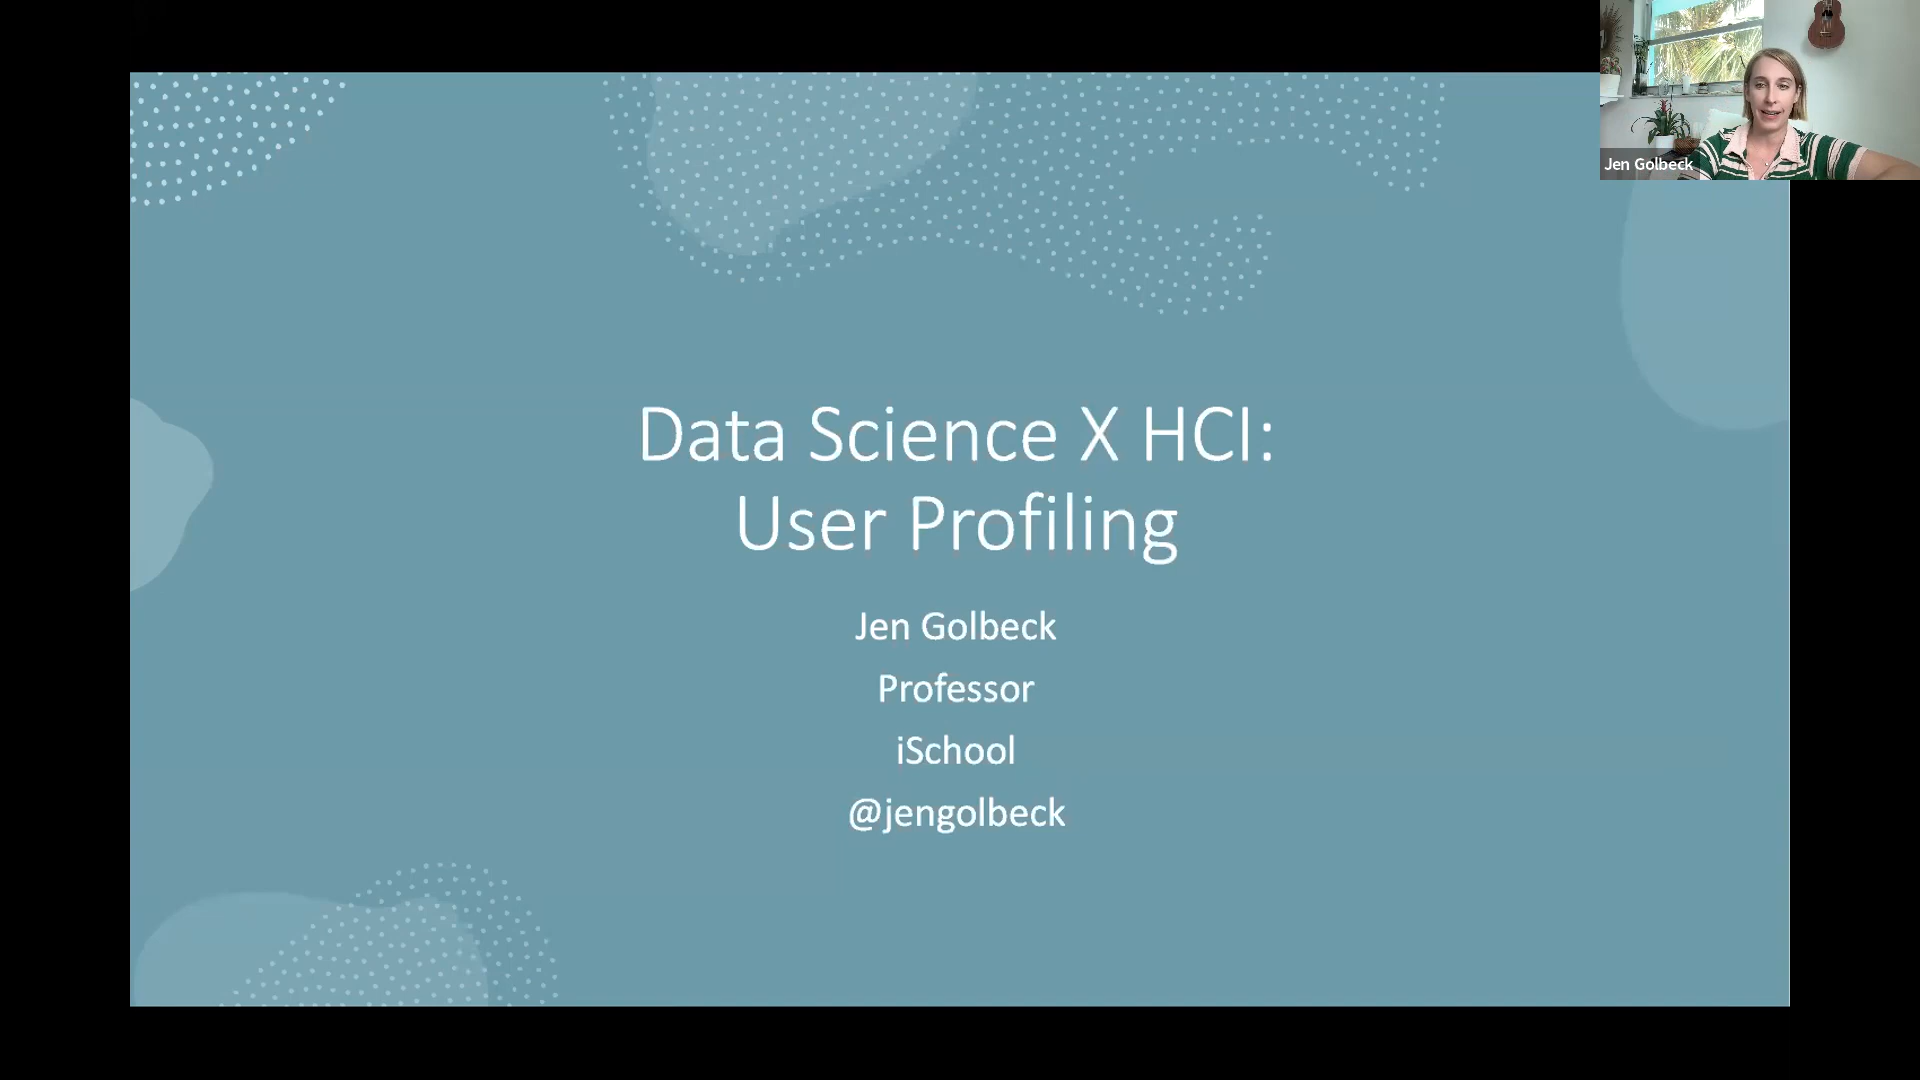 Data Science X HCI:
User Profiling
Jen Golbeck
Professor
iSchool
@jengolbeck
Jen Golbeck